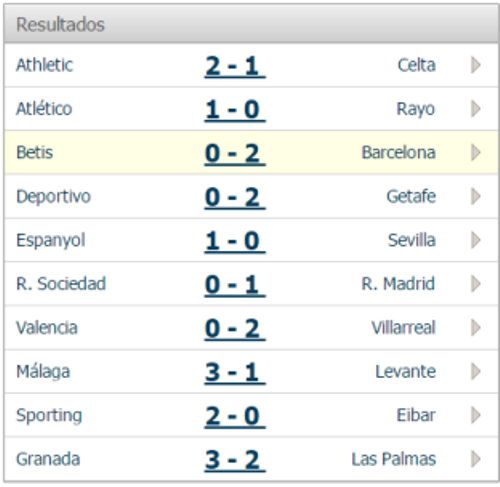 Resultados
Athletic 2 - 1 Celta
Atlético 1 - 0 Rayo
Betis 0 - 2 Barcelona
Deportivo 0 - 2 Getafe
Espanyol 1 - 0 Sevilla
R. Sociedad 0 - 1 R. Madrid
Valencia 0 - 2 Villarreal
Málaga 3 - 1 Levante
Sporting 2 - 0 Eibar
Granada 3 - 2 Las Palmas